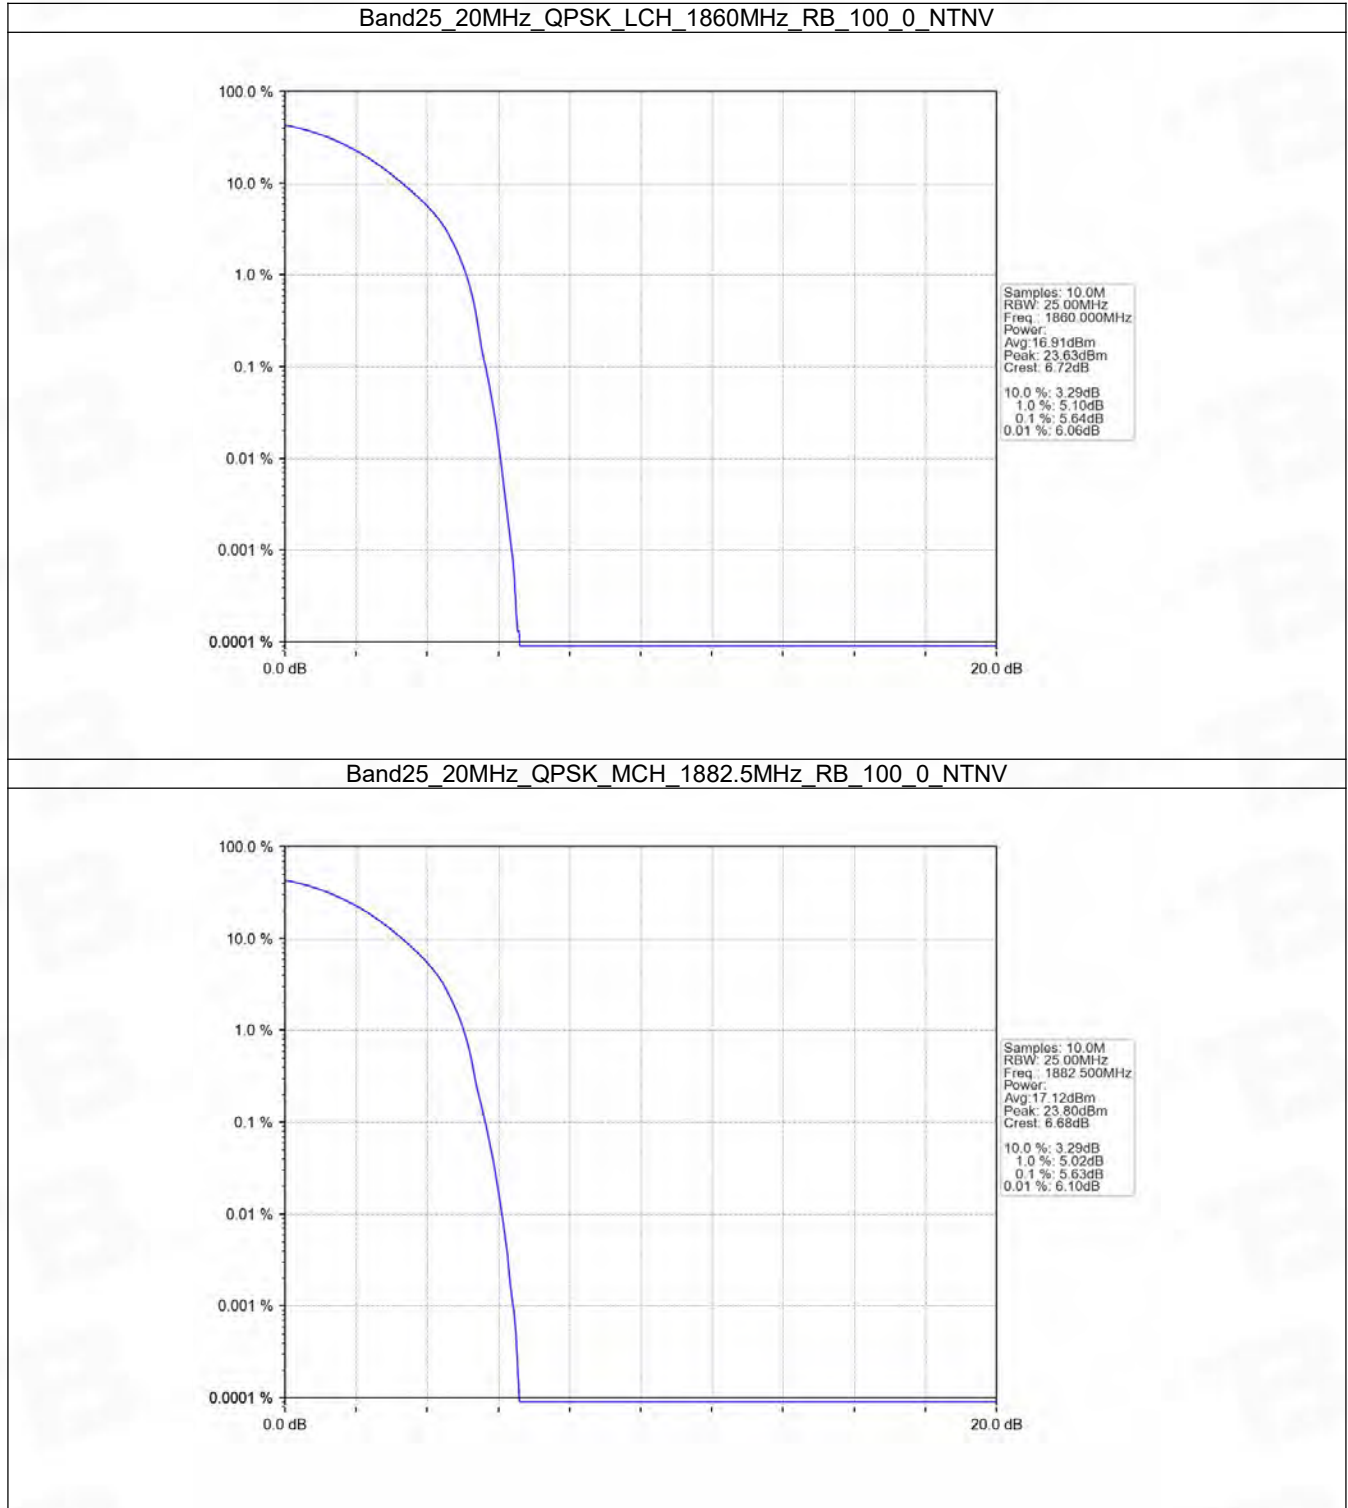 Band25_20MHz_QPSK_LCH_1860MHz_RB_100_0_NTNV
100.0 %
10.0 %
1.0 %
0.1 %
0.01 %
0.001 %
0.0001 %
0.0 dB
20.0 dB
Samples: 10.0M
RBW: 25.00MHz
Freq.: 1860.000MHz
Power:
Avg:16.91dBm
Peak: 23.63dBm
Crest: 6.72dB
10.0 %: 3.29dB
1.0 %: 5.10dB
0.1 %: 5.64dB
0.01 %: 6.06dB
Band25_20MHz_QPSK_MCH_1882.5MHz_RB_100_0_NTNV
100.0 %
10.0 %
1.0 %
0.1 %
0.01 %
0.001 %
0.0001 %
0.0 dB
20.0 dB
Samples: 10.0M
RBW: 25.00MHz
Freq.: 1882.500MHz
Power:
Avg:17.12dBm
Peak: 23.80dBm
Crest: 6.68dB
10.0 %: 3.29dB
1.0 %: 5.02dB
0.1 %: 5.63dB
0.01 %: 6.10dB